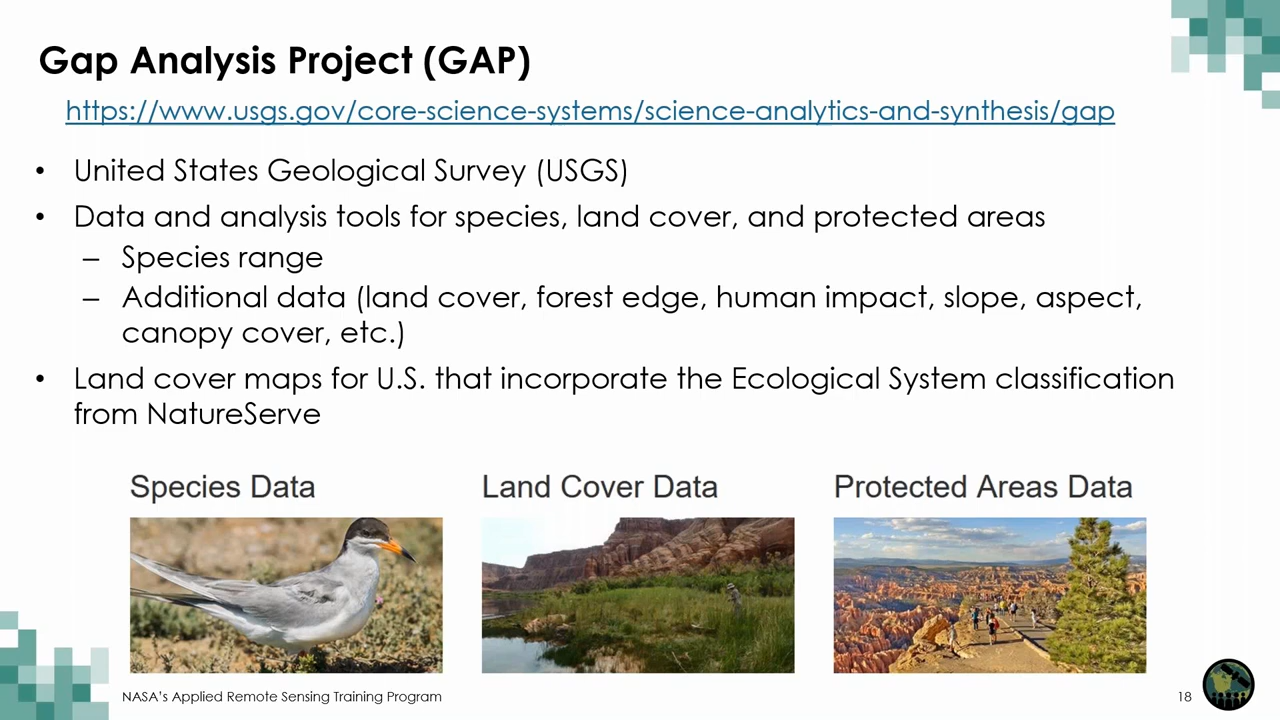 Gap Analysis Project (GAP)
https://www.usgs.gov/core-science-systems/science-analytics-and-synthesis/gap
• United States Geological Survey (USGS)
• Data and analysis tools for species, land cover, and protected areas
– Species range
– Additional data (land cover, forest edge, human impact, slope, aspect,
canopy cover, etc.)
• Land cover maps for U.S. that incorporate the Ecological System classification
from NatureServe
Species Data
Land Cover Data
Protected Areas Data
NASA's Applied Remote Sensing Training Program
18